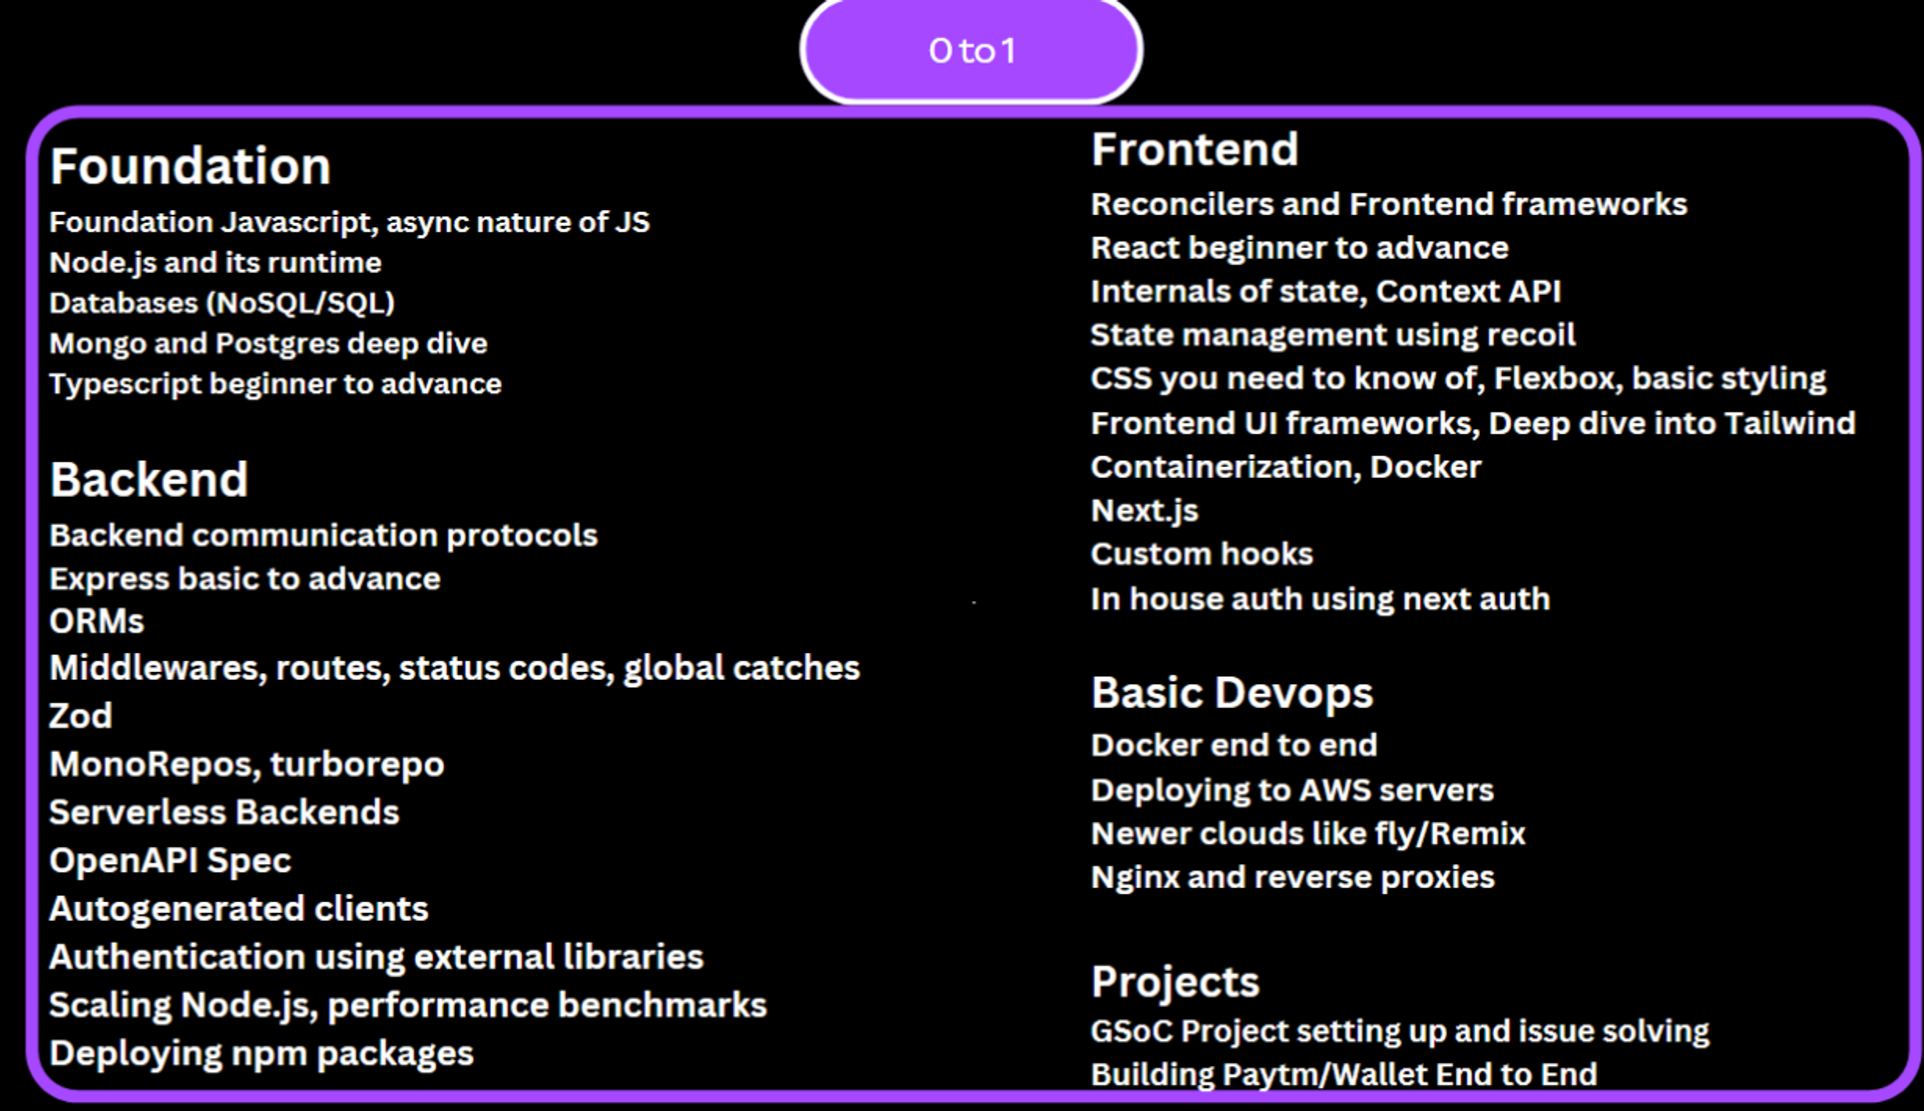 0 to 1
Foundation
Foundation Javascript, async nature of JS
Node.js and its runtime
Databases (NoSQL/SQL)
Mongo and Postgres deep dive
Typescript beginner to advance
Backend
Backend communication protocols
Express basic to advance
ORMs
Middlewares, routes, status codes, global catches
Zod
MonoRepos, turborepo
Serverless Backends
OpenAPI Spec
Autogenerated clients
Authentication using external libraries
Scaling Node.js, performance benchmarks
Deploying npm packages
Frontend
Reconcilers and Frontend frameworks
React beginner to advance
Internals of state, Context API
State management using recoil
CSS you need to know of, Flexbox, basic styling
Frontend UI frameworks, Deep dive into Tailwind
Containerization, Docker
Next.js
Custom hooks
In house auth using next auth
Basic Devops
Docker end to end
Deploying to AWS servers
Newer clouds like fly/Remix
Nginx and reverse proxies
Projects
GSoC Project setting up and issue solving
Building Paytm/Wallet End to End